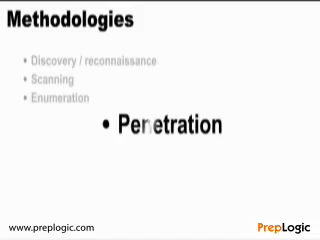 Methodologies
• Discovery / reconnaissance
• Scanning
• Enumeration
• Penetration
www.preplogic.com
PrepLogic